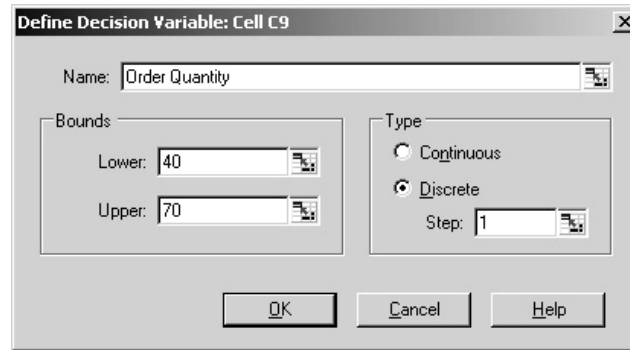 Define Decision Variable: Cell C9
Name: Order Quantity
Bounds
Lower: 40
Upper: 70
Type
Continuous
Discrete
Step: 1
OK Cancel Help